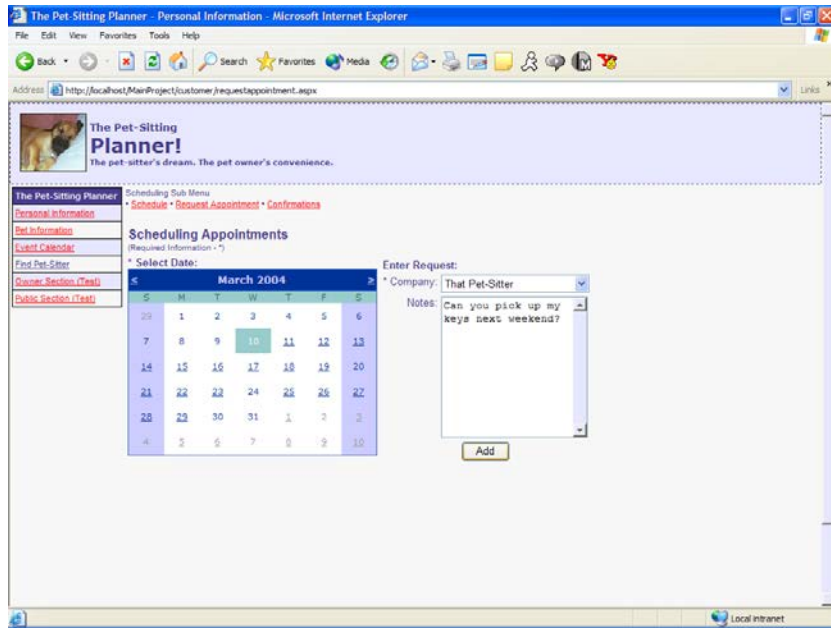 The Pet-Sitting Planner - Personal Information - Microsoft Internet Explorer
File Edit View Favorites Tools Help
Back Search Favorites Media
Address http://localhost/MainProject/customer/requestappointment.aspx Links
The Pet-Sitting
Planner!
The pet-sitter's dream. The pet owner's convenience.
The Pet-Sitting Planner
Personal Information
Pet Information
Event Calendar
Find Pet-Sitter
Owner Section (Test)
Public Section (Test)
Scheduling Sub Menu
• Schedule • Request Appointment • Confirmations
Scheduling Appointments
(Required Information - *)
* Select Date:
< March 2004 >
S M T W T F S
29 1 2 3 4 5 6
7 8 9 10 11 12 13
14 15 16 17 18 19 20
21 22 23 24 25 26 27
28 29 30 31 1 2 3
4 5 6 7 8 9 10
Enter Request:
* Company: That Pet-Sitter
Notes: Can you pick up my
keys next weekend?
Add
Local intranet